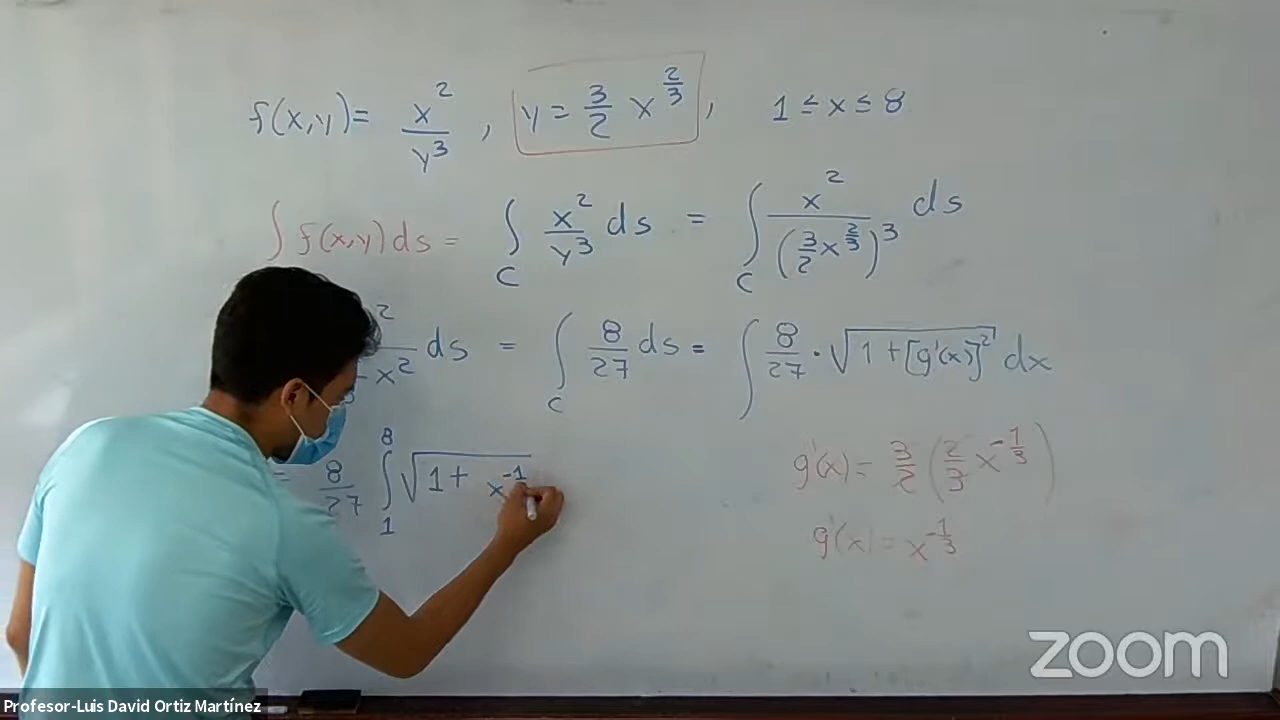 f(x,y) = x²/y³ , y = 3/2 x^(2/3) , 1 ≤ x ≤ 8
∫ f(x,y) ds = ∫_C x²/y³ ds = ∫_C x²/(3/2 x^(2/3))³ ds
ds = ∫_C 8/27 ds = ∫ 8/27 · √(1 + [g'(x)]²) dx
= 8/27 ∫_1^8 √(1 + x^(-1
g'(x) = 3/2 (2/3 x^(-1/3))
g'(x) = x^(-1/3)
zoom
Profesor-Luis David Ortiz Martínez